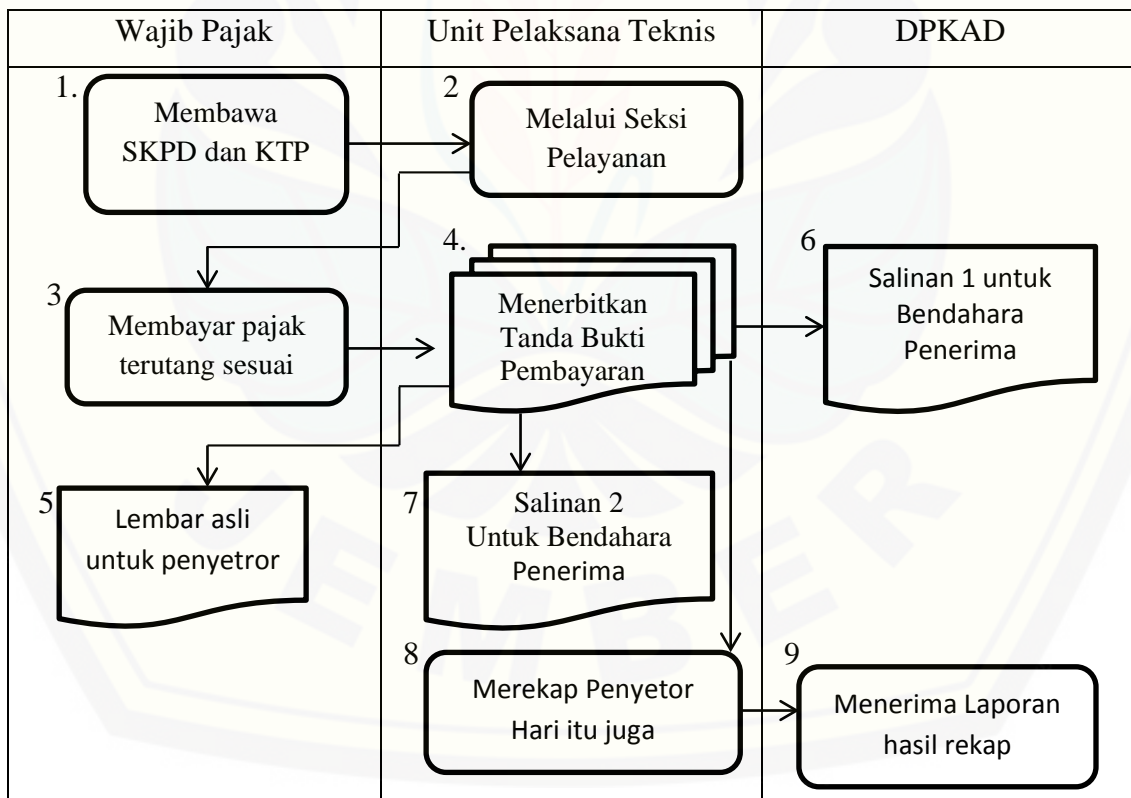 Wajib Pajak
Unit Pelaksana Teknis
DPKAD
1.
Membawa
SKPD dan KTP
2
Melalui Seksi
Pelayanan
3
Membayar pajak
terutang sesuai
4.
Menerbitkan
Tanda Bukti
Pembayaran
6
Salinan 1 untuk
Bendahara
Penerima
5
Lembar asli
untuk penyetror
7
Salinan 2
Untuk Bendahara
Penerima
8
Merekap Penyetor
Hari itu juga
9
Menerima Laporan
hasil rekap
JEMBER